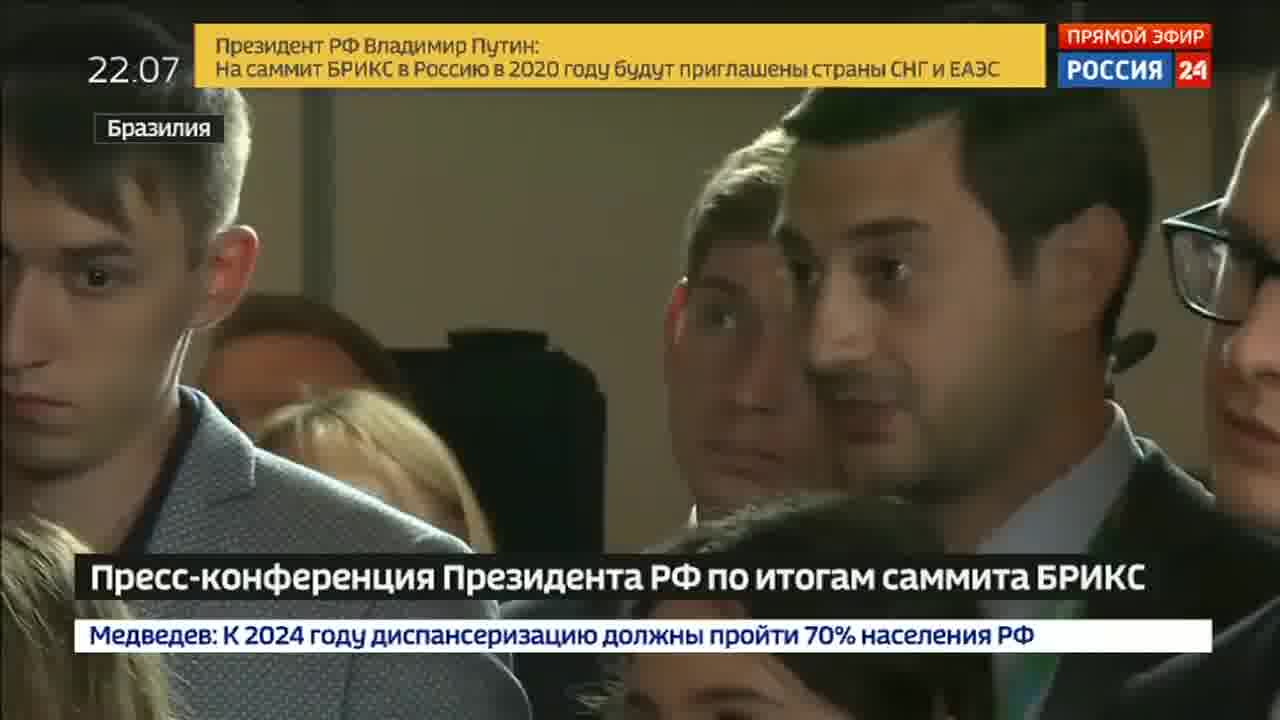 22.07
Президент РФ Владимир Путин:
На саммит БРИКС в Россию в 2020 году будут приглашены страны СНГ и ЕАЭС
ПРЯМОЙ ЭФИР
РОССИЯ 24
Бразилия
Пресс-конференция Президента РФ по итогам саммита БРИКС
Медведев: К 2024 году диспансеризацию должны пройти 70% населения РФ